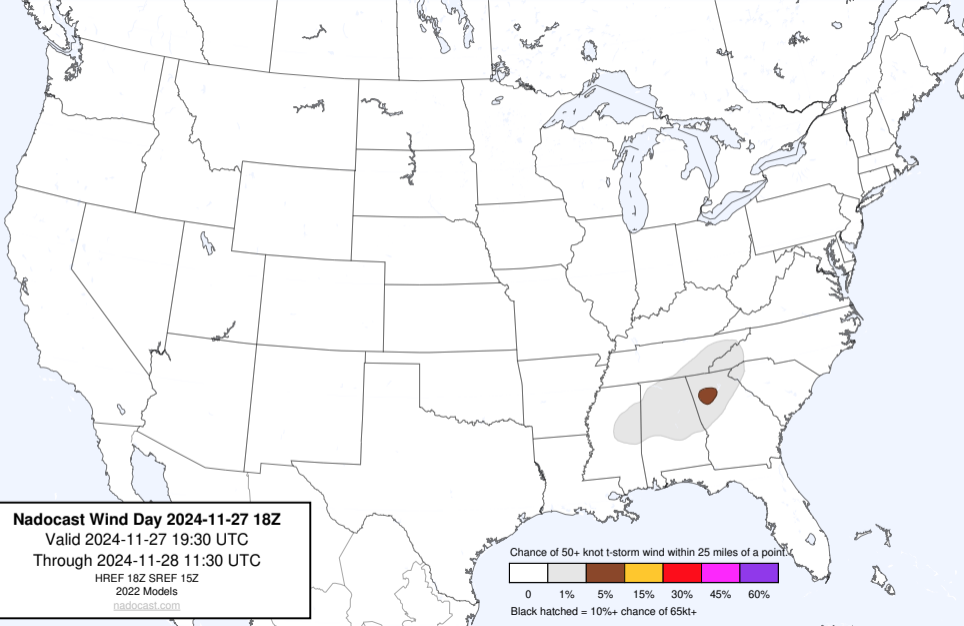 Nadocast Wind Day 2024-11-27 18Z
Valid 2024-11-27 19:30 UTC
Through 2024-11-28 11:30 UTC
HREF 18Z SREF 15Z
2022 Models
nadocast.com
Chance of 50+ knot t-storm wind within 25 miles of a point.
0 1% 5% 15% 30% 45% 60%
Black hatched = 10%+ chance of 65kt+